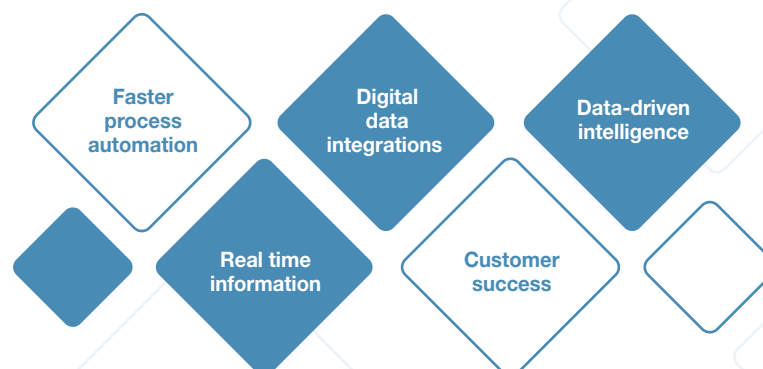 Faster
process
automation
Digital
data
integrations
Data-driven
intelligence
Real time
information
Customer
success